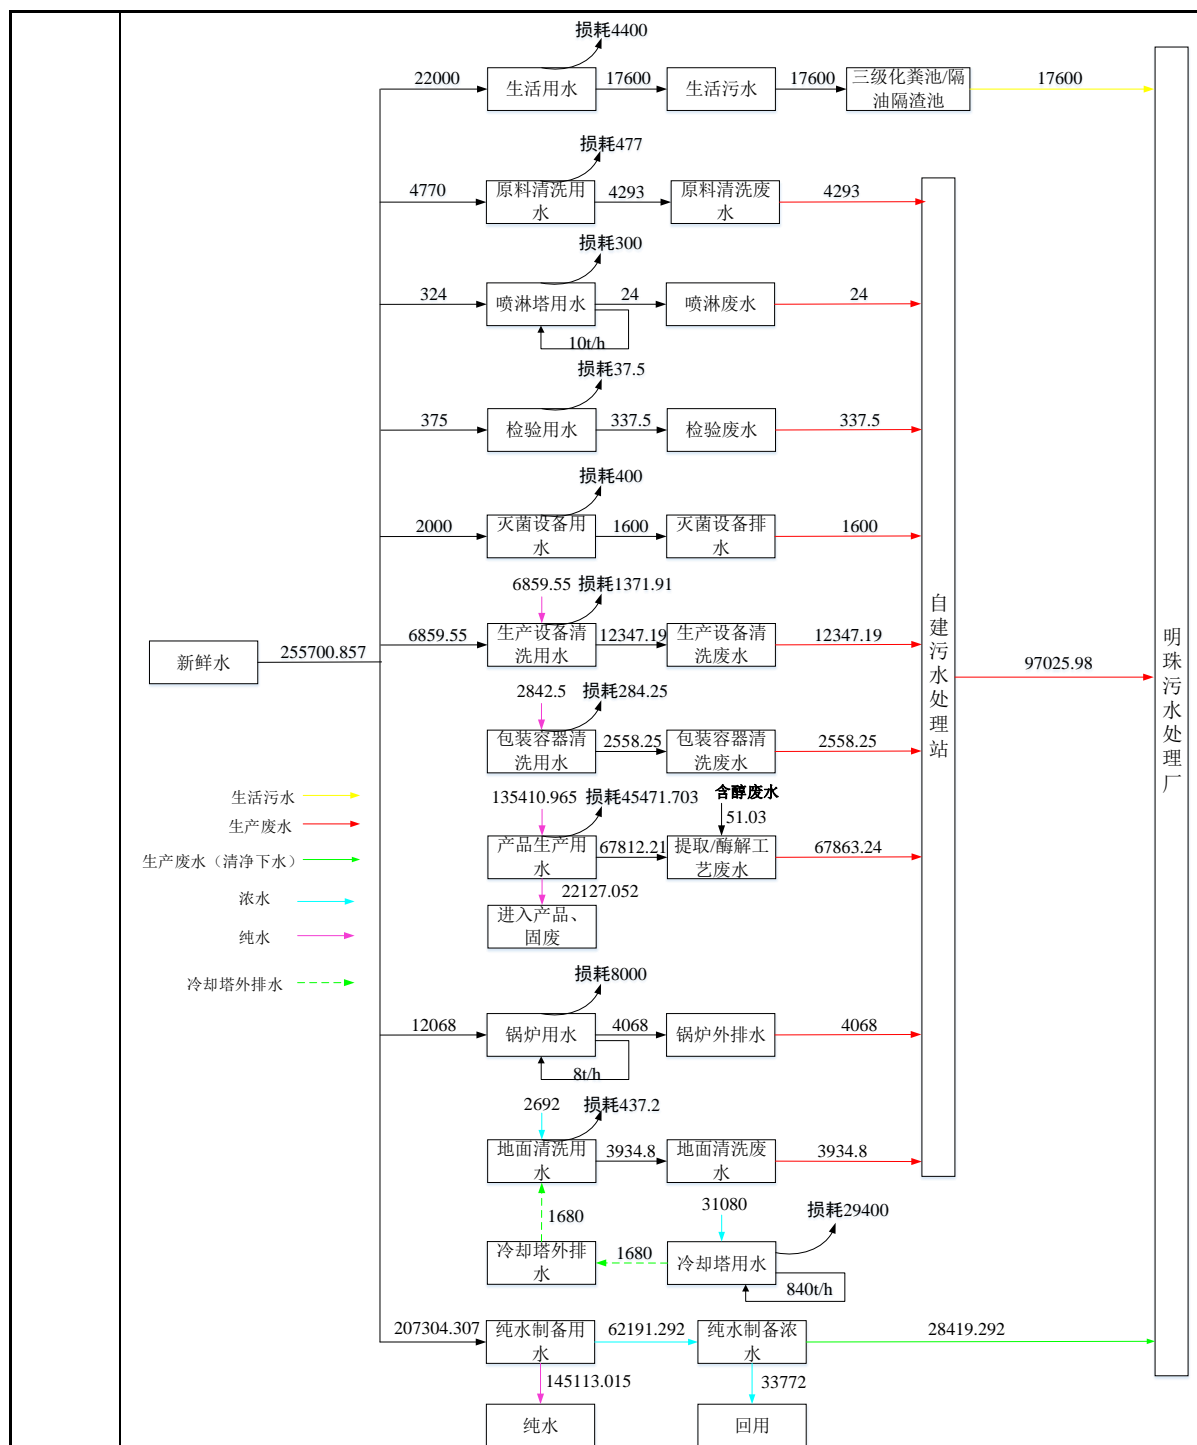 损耗4400
22000
生活用水
17600
生活污水
17600
三级化粪池/隔
油隔渣池
17600
损耗477
4770
原料清洗用
水
4293
原料清洗废
水
4293
损耗300
324
喷淋塔用水
24
喷淋废水
24
10t/h
损耗37.5
375
检验用水
337.5
检验废水
337.5
损耗400
2000
灭菌设备用
水
1600
灭菌设备排
水
1600
6859.55
损耗1371.91
6859.55
生产设备清
洗用水
12347.19
生产设备清
洗废水
12347.19
新鲜水
255700.857
自建污水处理站
97025.98
明珠污水处理厂
2842.5
损耗284.25
包装容器清
洗用水
2558.25
包装容器清
洗废水
2558.25
生活污水
生产废水
生产废水（清净下水）
浓水
纯水
冷却塔外排水
135410.965
损耗45471.703
含醇废水
51.03
产品生产用
水
67812.21
提取/酶解工
艺废水
67863.24
22127.052
进入产品、
固废
损耗8000
12068
锅炉用水
4068
锅炉外排水
4068
8t/h
2692
损耗437.2
地面清洗用
水
3934.8
地面清洗废
水
3934.8
1680
31080
损耗29400
冷却塔外排
水
1680
冷却塔用水
840t/h
207304.307
纯水制备用
水
62191.292
纯水制备浓
水
28419.292
145113.015
33772
纯水
回用